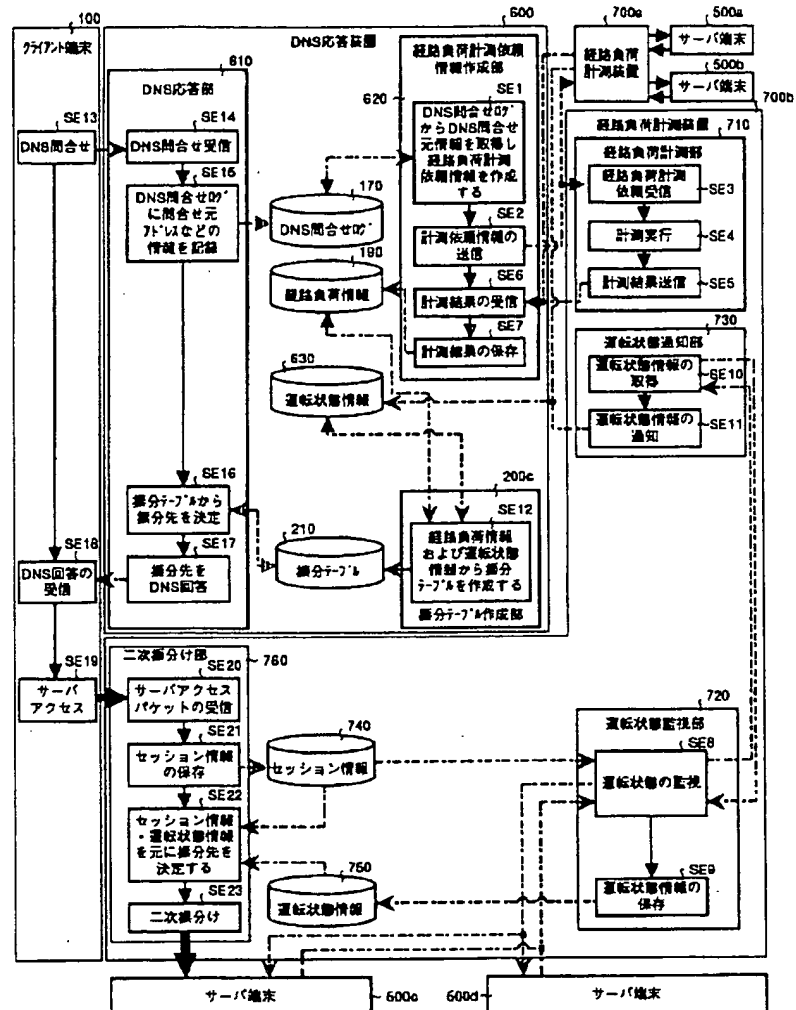 100
クライアント端末
SE13
DNS問合せ
SE18
DNS回答の
受信
SE19
サーバ
アクセス
600
DNS応答装置
610
DNS応答部
SE14
DNS問合せ受信
SE15
DNS問合せログ
に問合せ元
アドレスなどの
情報を記録
SE16
振分テーブルから
振分先を決定
SE17
振分先を
DNS回答
170
DNS問合せログ
190
経路負荷情報
630
運転状態情報
210
振分テーブル
経路負荷計測依頼
情報作成部
620
SE1
DNS問合せログ
からDNS問合せ
元情報を取得し
経路負荷計測
依頼情報を作成
する
SE2
計測依頼情報の
送信
SE6
計測結果の受信
SE7
計測結果の保存
200c
SE12
経路負荷情報
および運転状態
情報から振分
テーブルを作成する
振分テーブル作成部
700a
経路負荷
計測装置
500a
サーバ端末
500b
サーバ端末
700b
経路負荷計測装置
710
経路負荷計測部
経路負荷計測
依頼受信
SE3
計測実行
SE4
計測結果送信
SE5
730
運転状態通知部
運転状態情報の
取得
SE10
運転状態情報の
通知
SE11
二次振分け部
760
SE20
サーバアクセス
パケットの受信
SE21
セッション情報
の保存
SE22
セッション情報
・運転状態情報
を元に振分先を
決定する
SE23
二次振分け
740
セッション情報
750
運転状態情報
720
運転状態監視部
SE8
運転状態の監視
SE9
運転状態情報の
保存
サーバ端末
サーバ端末